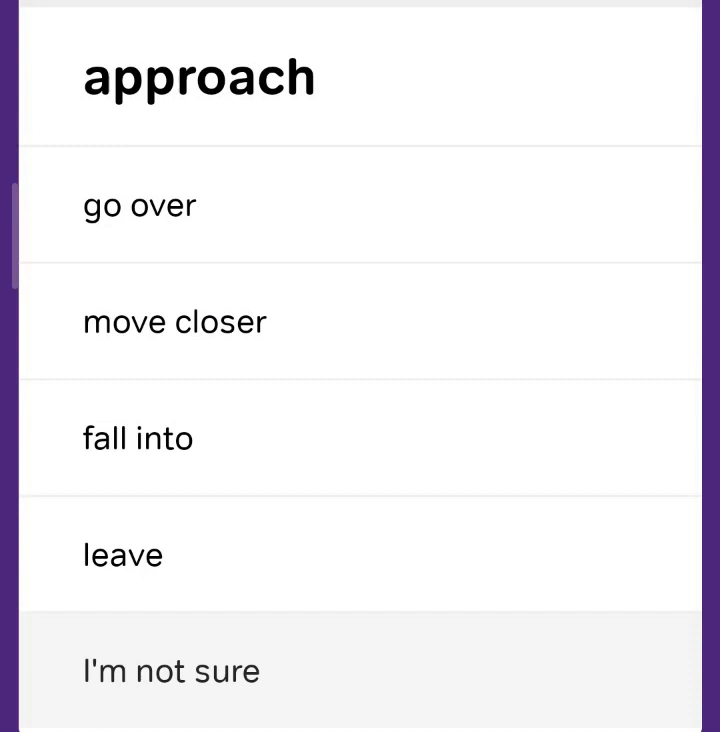 approach
go over
move closer
fall into
leave
I'm not sure